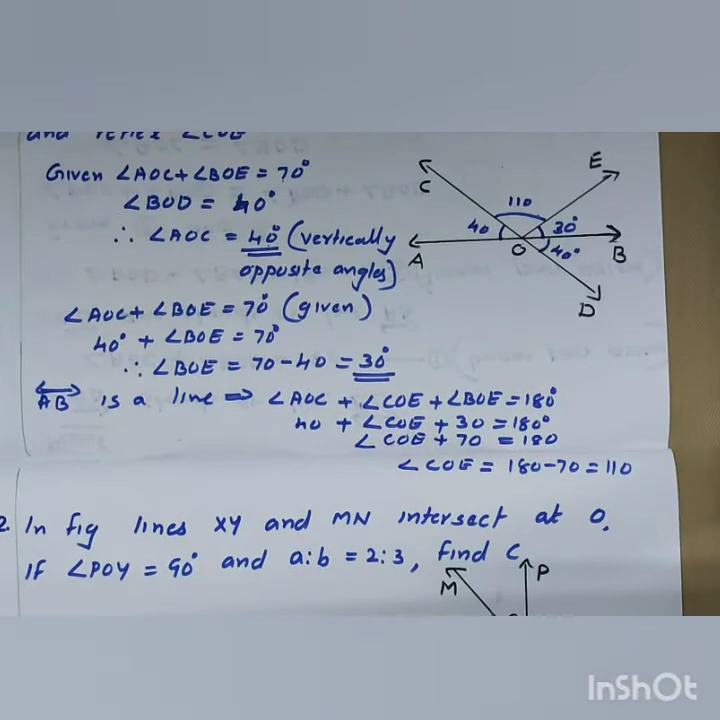 and reflex ∠COE
Given ∠AOC + ∠BOE = 70°
∠BOD = 40°
∴ ∠AOC = 40° (vertically
opposite angles)
∠AOC + ∠BOE = 70° (given)
40° + ∠BOE = 70°
∴ ∠BOE = 70 - 40 = 30°
AB is a line ⇒ ∠AOC + ∠COE + ∠BOE = 180°
40 + ∠COE + 30 = 180°
∠COE + 70 = 180
∠COE = 180-70 = 110
C
E
110
40
30°
A
O
40°
B
D
2. In fig lines XY and MN intersect at O.
If ∠POY = 90° and a:b = 2:3, find C
M
P
InShOt